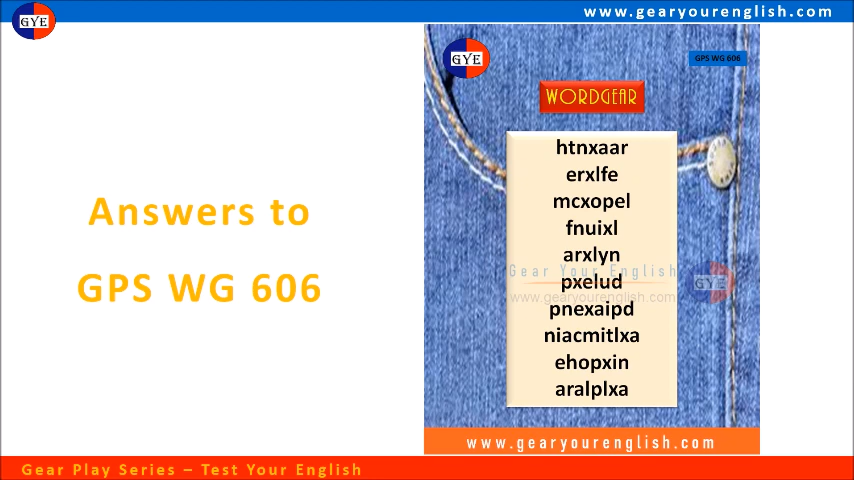 GYE
www.gearyourenglish.com
GYE
GPS WG 606
WORDGEAR
Answers to
GPS WG 606
htnxaar
erxlfe
mcxopel
fnuixl
arxlyn
Gear Your English
pxelud
GYE
www.gearyourenglish.com
pnexaipd
niacmitlxa
ehopxin
aralplxa
www.gearyourenglish.com
Gear Play Series – Test Your English